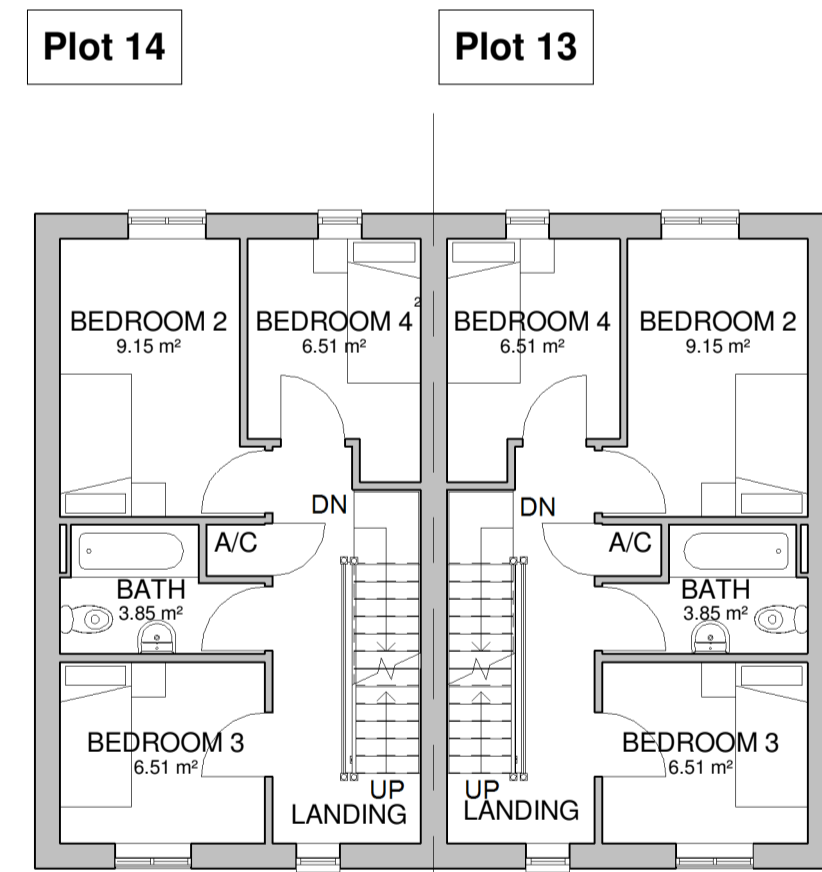 Plot 14
Plot 13
BEDROOM 2
9.15 m²
BEDROOM 4
6.51 m²
2
BEDROOM 4
6.51 m²
BEDROOM 2
9.15 m²
DN
DN
A/C
A/C
BATH
3.85 m²
BATH
3.85 m²
BEDROOM 3
6.51 m²
BEDROOM 3
6.51 m²
UP
LANDING
UP
LANDING